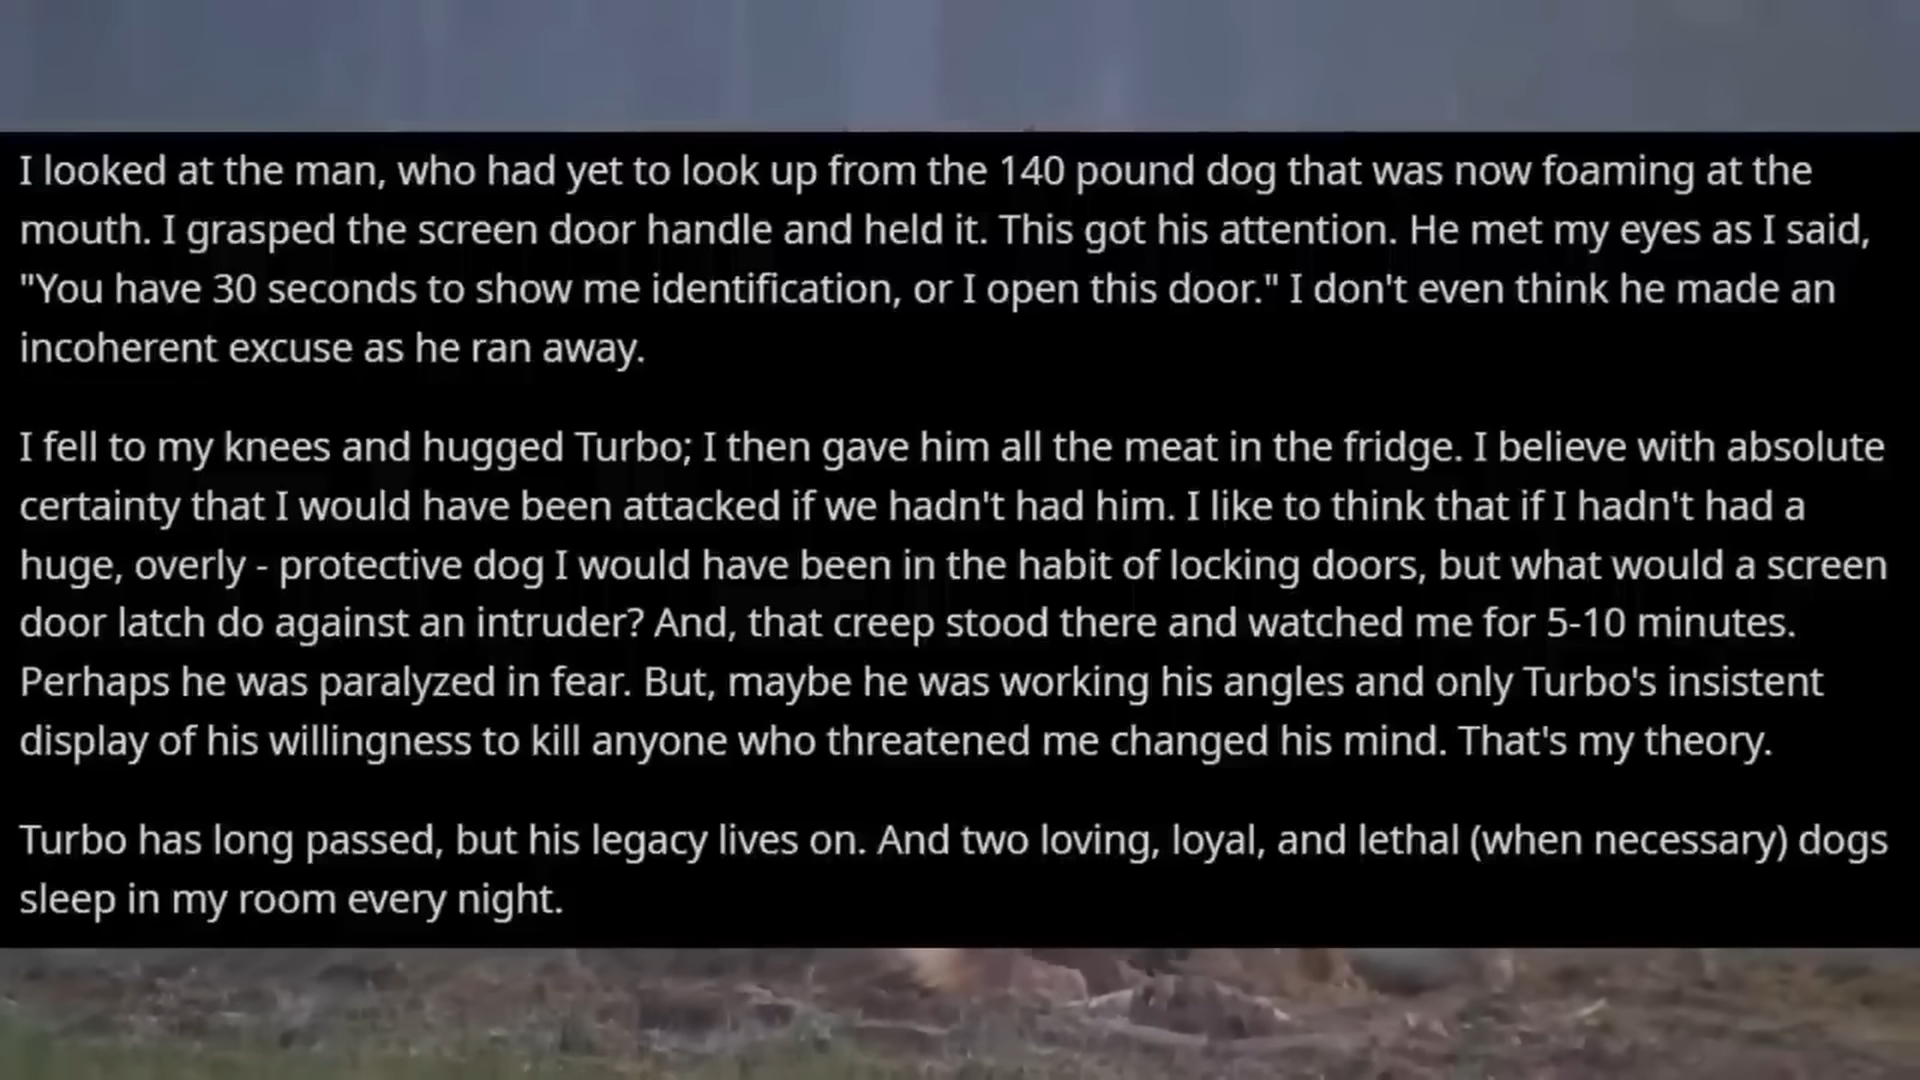 I looked at the man, who had yet to look up from the 140 pound dog that was now foaming at the
mouth. I grasped the screen door handle and held it. This got his attention. He met my eyes as I said,
"You have 30 seconds to show me identification, or I open this door." I don't even think he made an
incoherent excuse as he ran away.
I fell to my knees and hugged Turbo; I then gave him all the meat in the fridge. I believe with absolute
certainty that I would have been attacked if we hadn't had him. I like to think that if I hadn't had a
huge, overly - protective dog I would have been in the habit of locking doors, but what would a screen
door latch do against an intruder? And, that creep stood there and watched me for 5-10 minutes.
Perhaps he was paralyzed in fear. But, maybe he was working his angles and only Turbo's insistent
display of his willingness to kill anyone who threatened me changed his mind. That's my theory.
Turbo has long passed, but his legacy lives on. And two loving, loyal, and lethal (when necessary) dogs
sleep in my room every night.